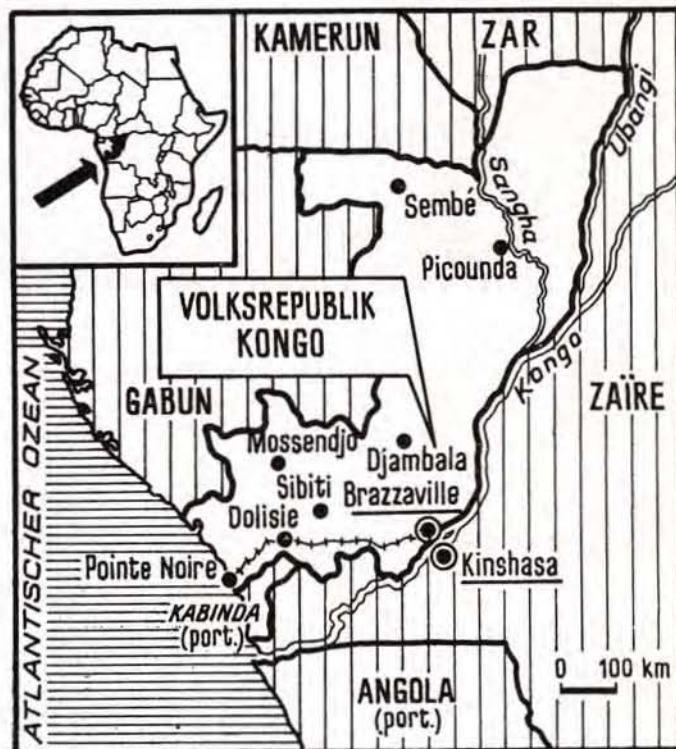 KAMERUN
ZAR
Ubangi
Sangha
Sembé
Picounda
VOLKSREPUBLIK
KONGO
Kongo
GABUN
ZAÏRE
ATLANTISCHER OZEAN
Mossendjo
Djambala
Sibiti
Brazzaville
Dolisie
Pointe Noire
Kinshasa
KABINDA
(port.)
0 100 km
ANGOLA
(port.)